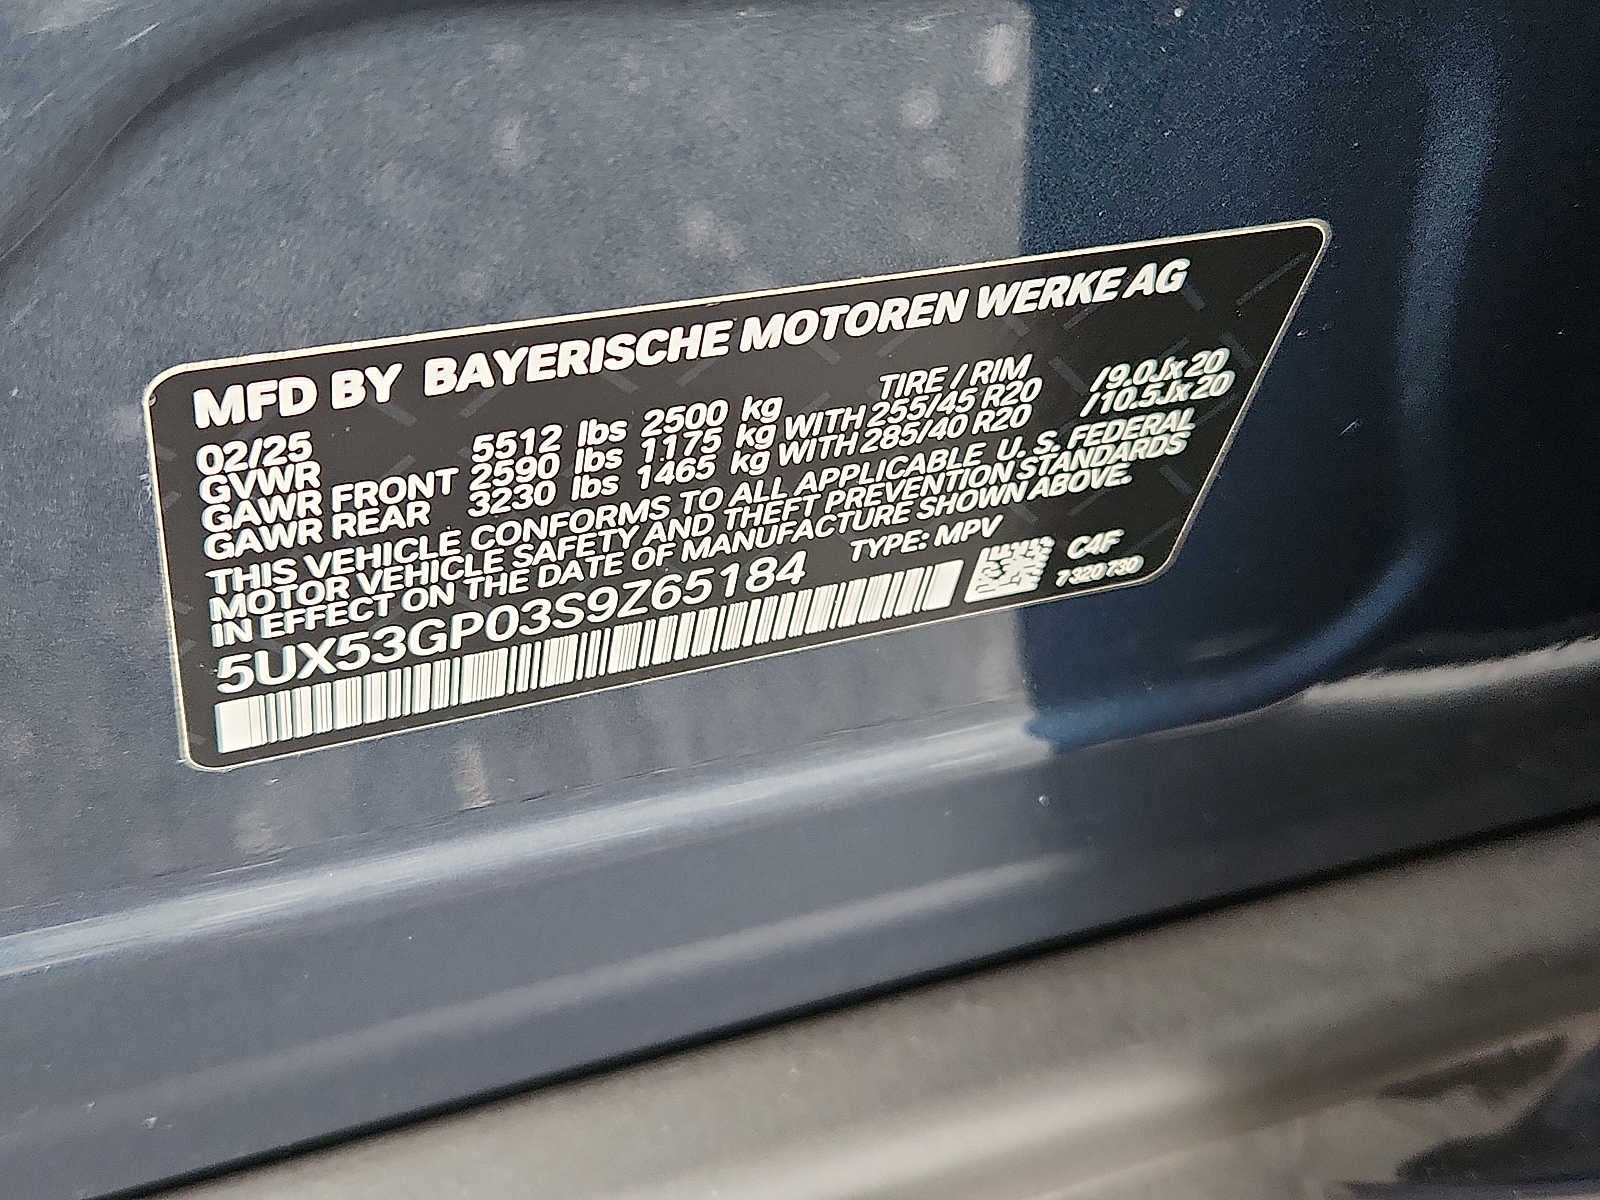 MFD BY BAYERISCHE MOTOREN WERKE AG
02/25 TIRE / RIM
GVWR 5512 lbs 2500 kg
GAWR FRONT 2590 lbs 1175 kg WITH 255/45 R20 /9.0Jx20
GAWR REAR 3230 lbs 1465 kg WITH 285/40 R20 /10.5Jx20
THIS VEHICLE CONFORMS TO ALL APPLICABLE U. S. FEDERAL
MOTOR VEHICLE SAFETY AND THEFT PREVENTION STANDARDS
IN EFFECT ON THE DATE OF MANUFACTURE SHOWN ABOVE.
5UX53GP03S9Z65184 TYPE: MPV
C4F
7 320 730